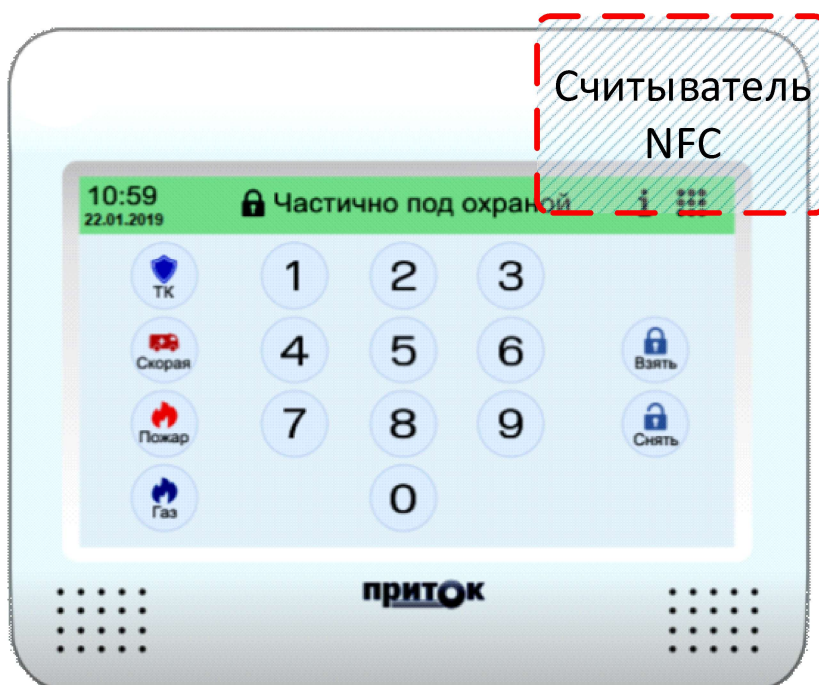 Считыватель
NFC
10:59
22.01.2019
Частично под охраной
i
ТК
1
2
3
Скорая
4
5
6
Взять
Пожар
7
8
9
Снять
Газ
0
приток